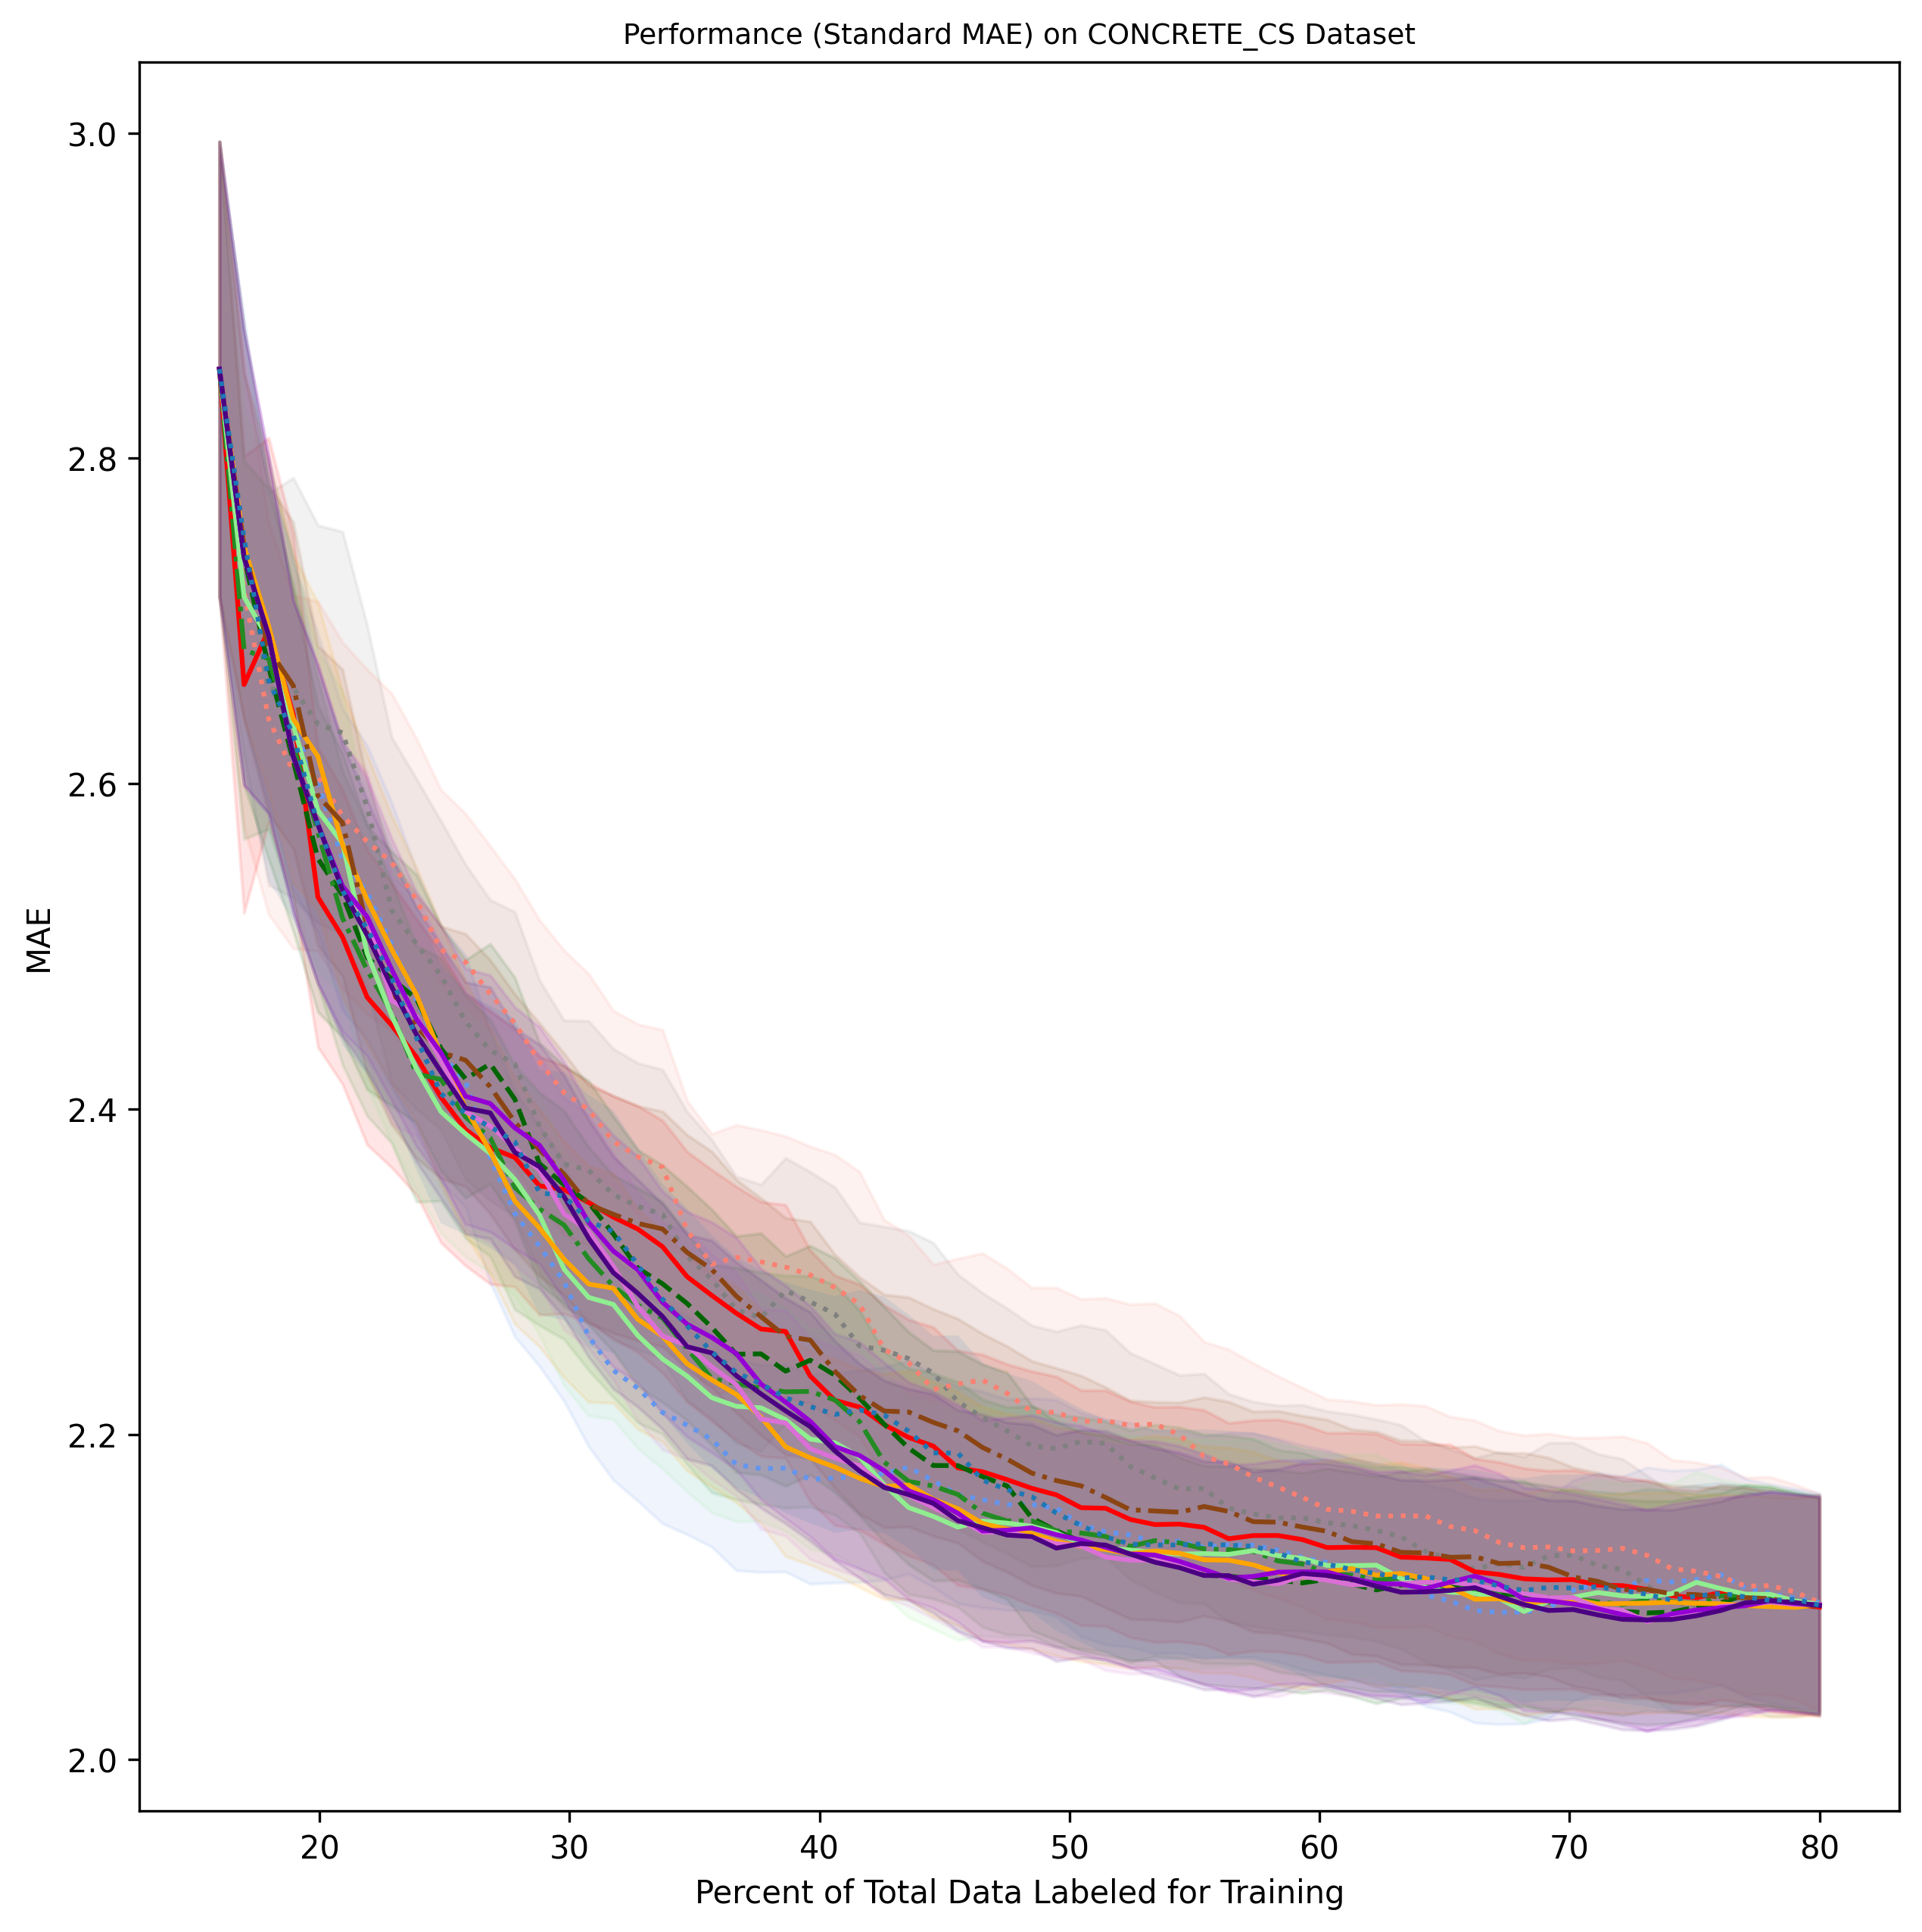 Performance (Standard MAE) on CONCRETE_CS Dataset
3.0
2.8
2.6
2.4
2.2
2.0
MAE
20 30 40 50 60 70 80
Percent of Total Data Labeled for Training